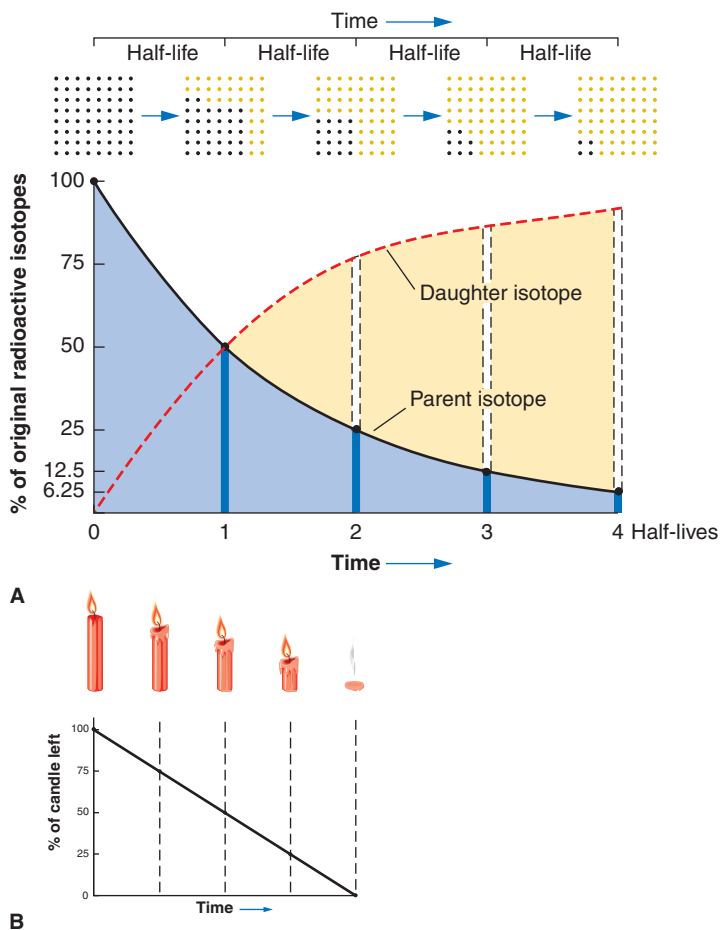 Time
Half-life Half-life Half-life Half-life
% of original radioactive isotopes
100
75
50
25
12.5
6.25
Daughter isotope
Parent isotope
0 1 2 3 4 Half-lives
Time
A
% of candle left
100
75
50
25
0
Time
B